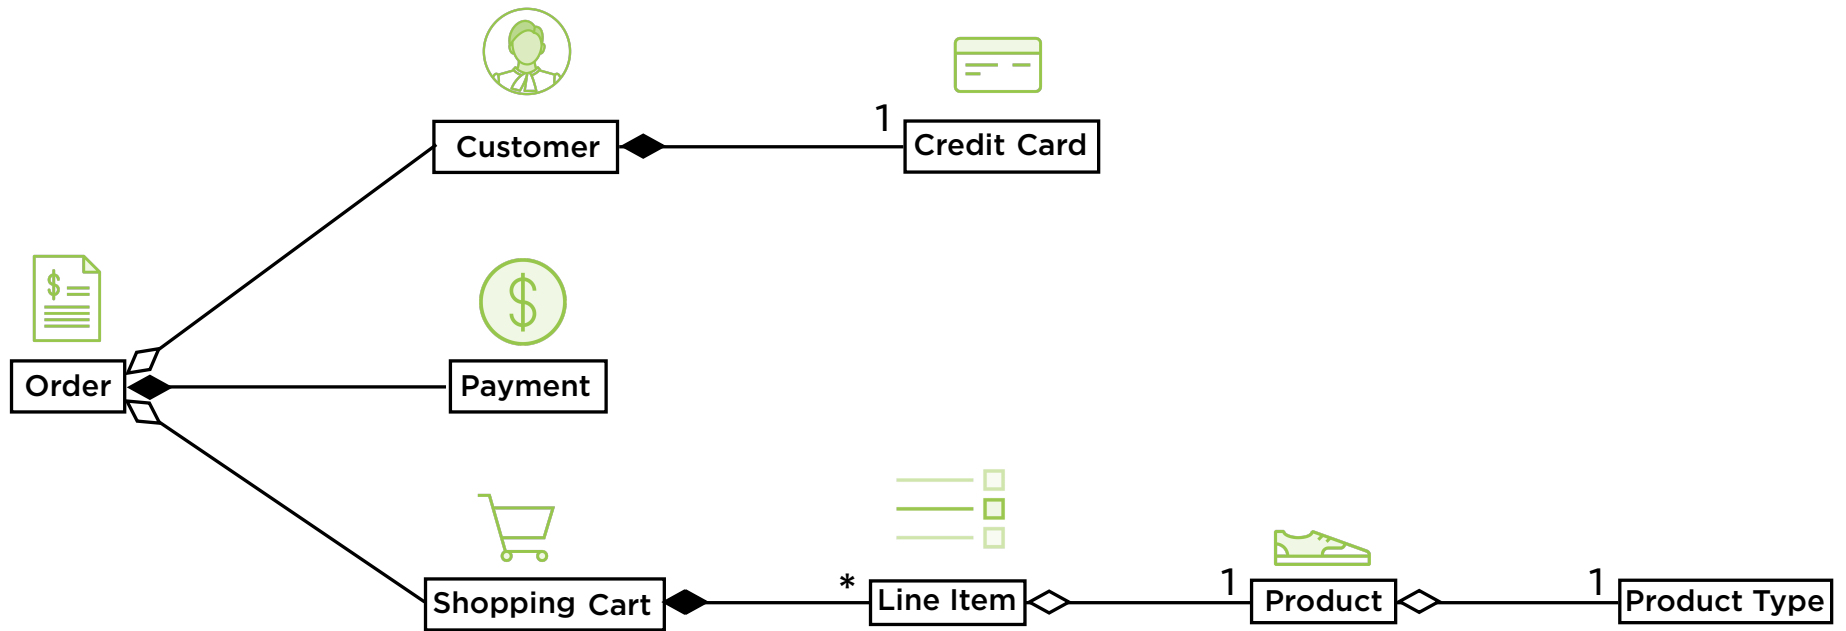 Customer
1
Credit Card
$
$
Order
Payment
Shopping Cart
*
Line Item
1
Product
1
Product Type